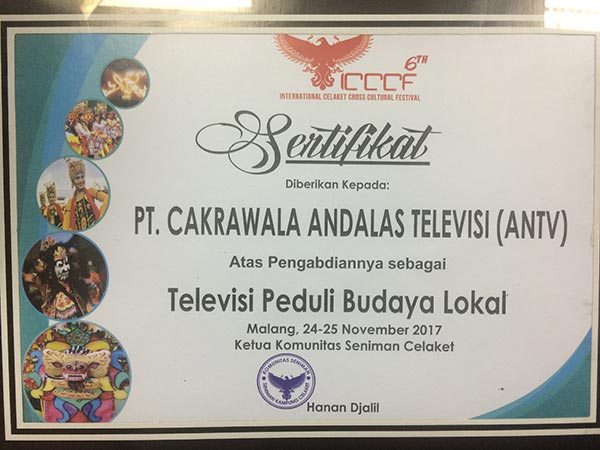 6TH
ICCCF
INTERNATIONAL CELAKET CROSS CULTURAL FESTIVAL
Sertifikat
Diberikan Kepada:
PT. CAKRAWALA ANDALAS TELEVISI (ANTV)
Atas Pengabdiannya sebagai
Televisi Peduli Budaya Lokal
Malang, 24-25 November 2017
Ketua Komunitas Seniman Celaket
KOMUNITAS SENIMAN
SENIMAN KAMPUNG CELAKET
Hanan Djalil